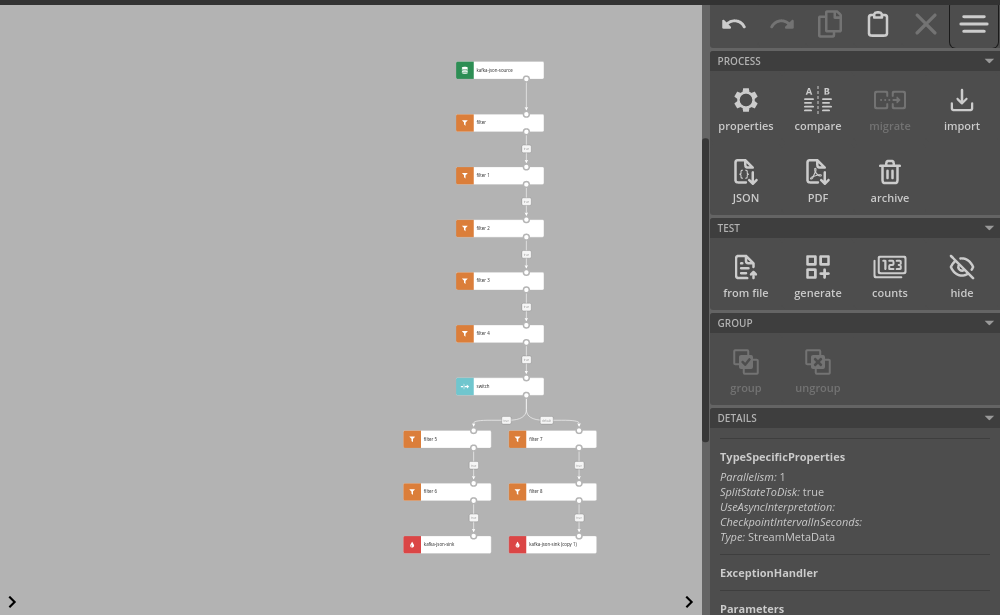 kafka-json-source
filter
filter 1
filter 2
filter 3
filter 4
switch
filter 5
filter 7
filter 6
filter 8
kafka-json-sink
kafka-json-sink (copy 1)
PROCESS
A B
properties
compare
migrate
import
JSON
PDF
archive
TEST
123
from file
generate
counts
hide
GROUP
group
ungroup
DETAILS
TypeSpecificProperties
Parallelism: 1
SplitStateToDisk: true
UseAsyncInterpretation:
CheckpointIntervalInSeconds:
Type: StreamMetaData
ExceptionHandler
Parameters